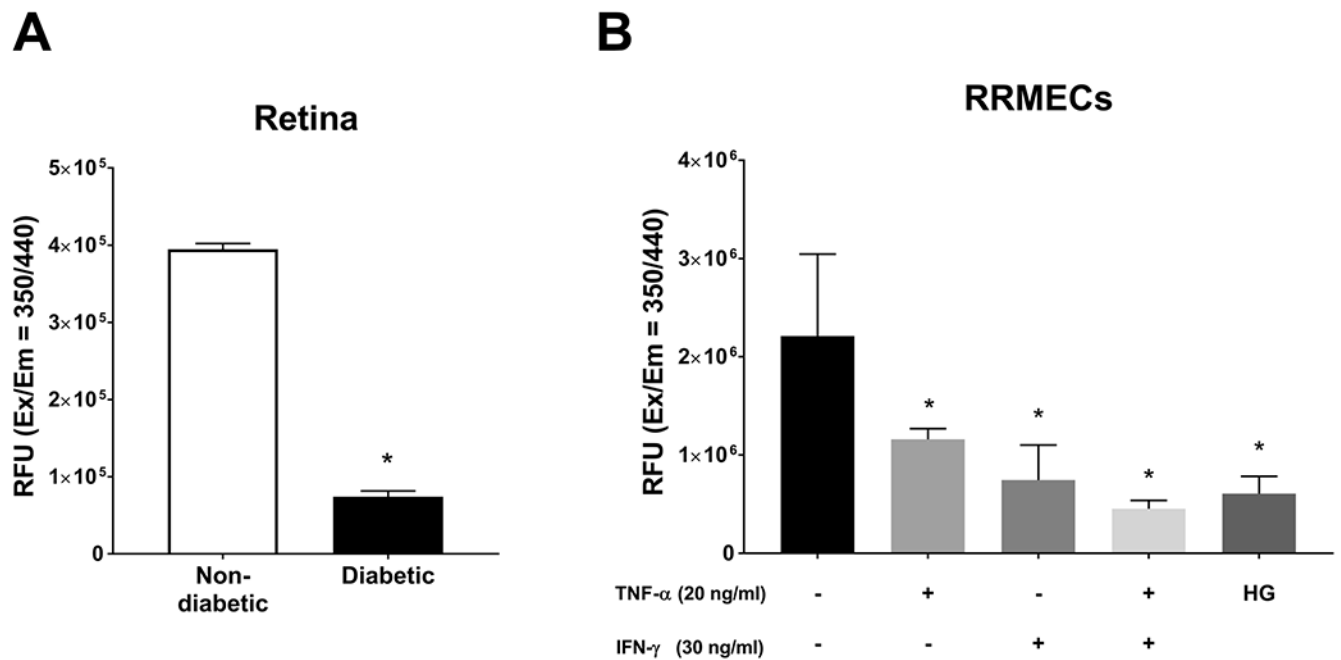 A
Retina
RFU (Ex/Em = 350/440)
5×10⁵
4×10⁵
3×10⁵
2×10⁵
1×10⁵
0
*
Non-
diabetic
Diabetic
B
RRMECs
RFU (Ex/Em = 350/440)
4×10⁶
3×10⁶
2×10⁶
1×10⁶
0
* * * *
TNF-α (20 ng/ml) - + - + HG
IFN-γ (30 ng/ml) - - + +